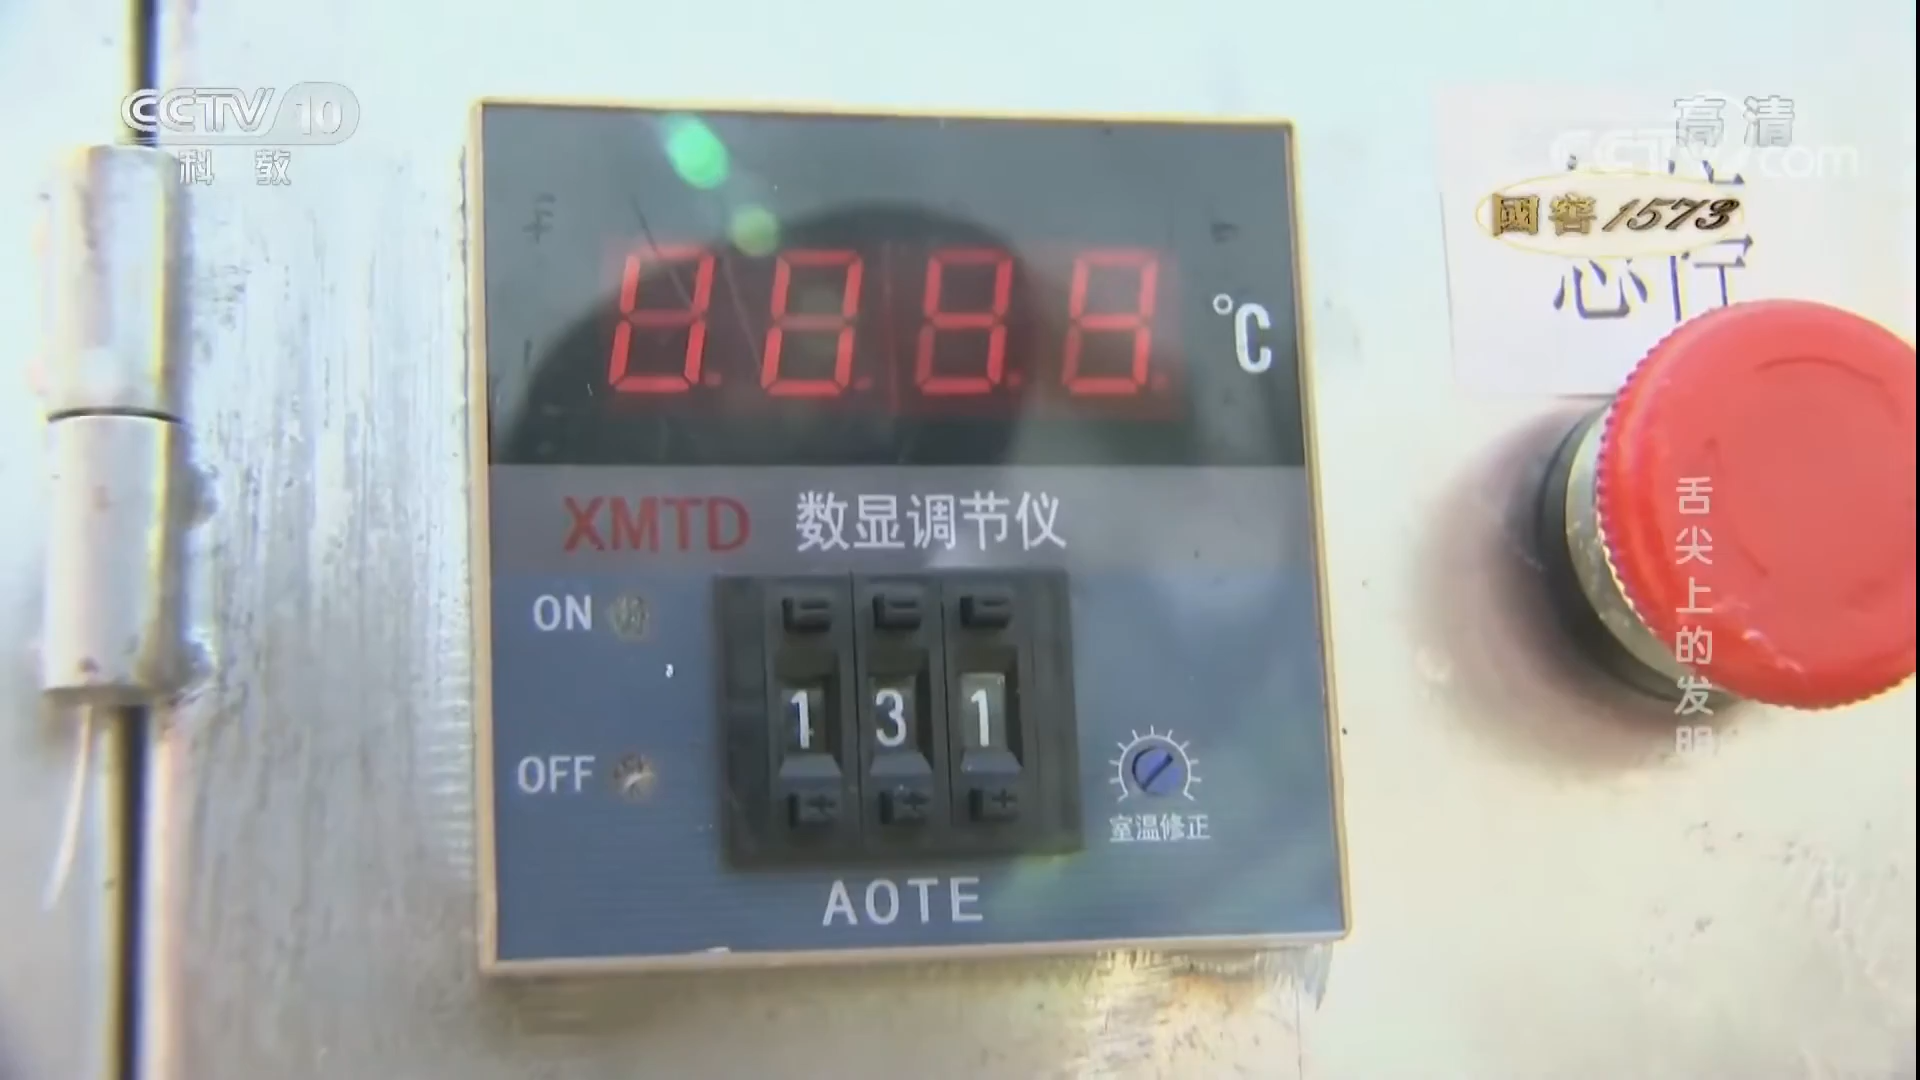 CCTV 10
科 教
高清
CCTV.com
國窖1573
℃
XMTD 数显调节仪
ON
1 3 1
OFF
室温修正
AOTE
舌尖上的发明